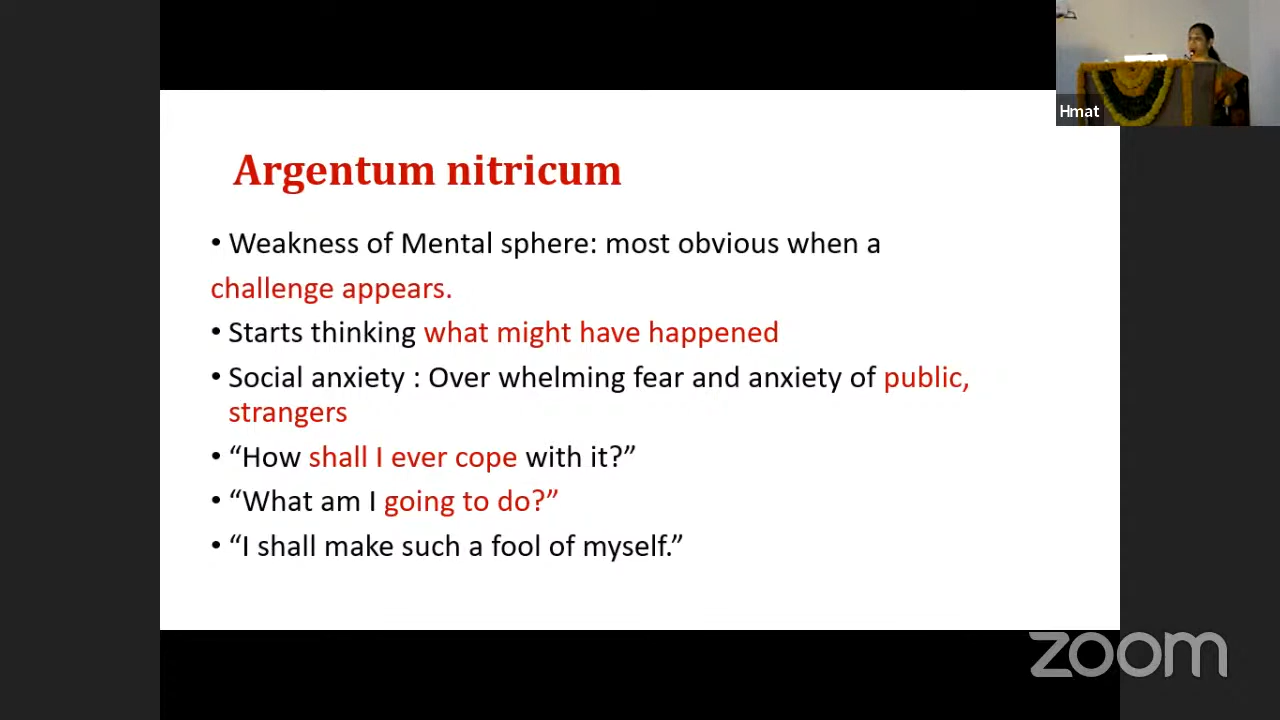 Hmat
Argentum nitricum
• Weakness of Mental sphere: most obvious when a
challenge appears.
• Starts thinking what might have happened
• Social anxiety : Over whelming fear and anxiety of public,
strangers
• “How shall I ever cope with it?”
• “What am I going to do?”
• “I shall make such a fool of myself.”
zoom